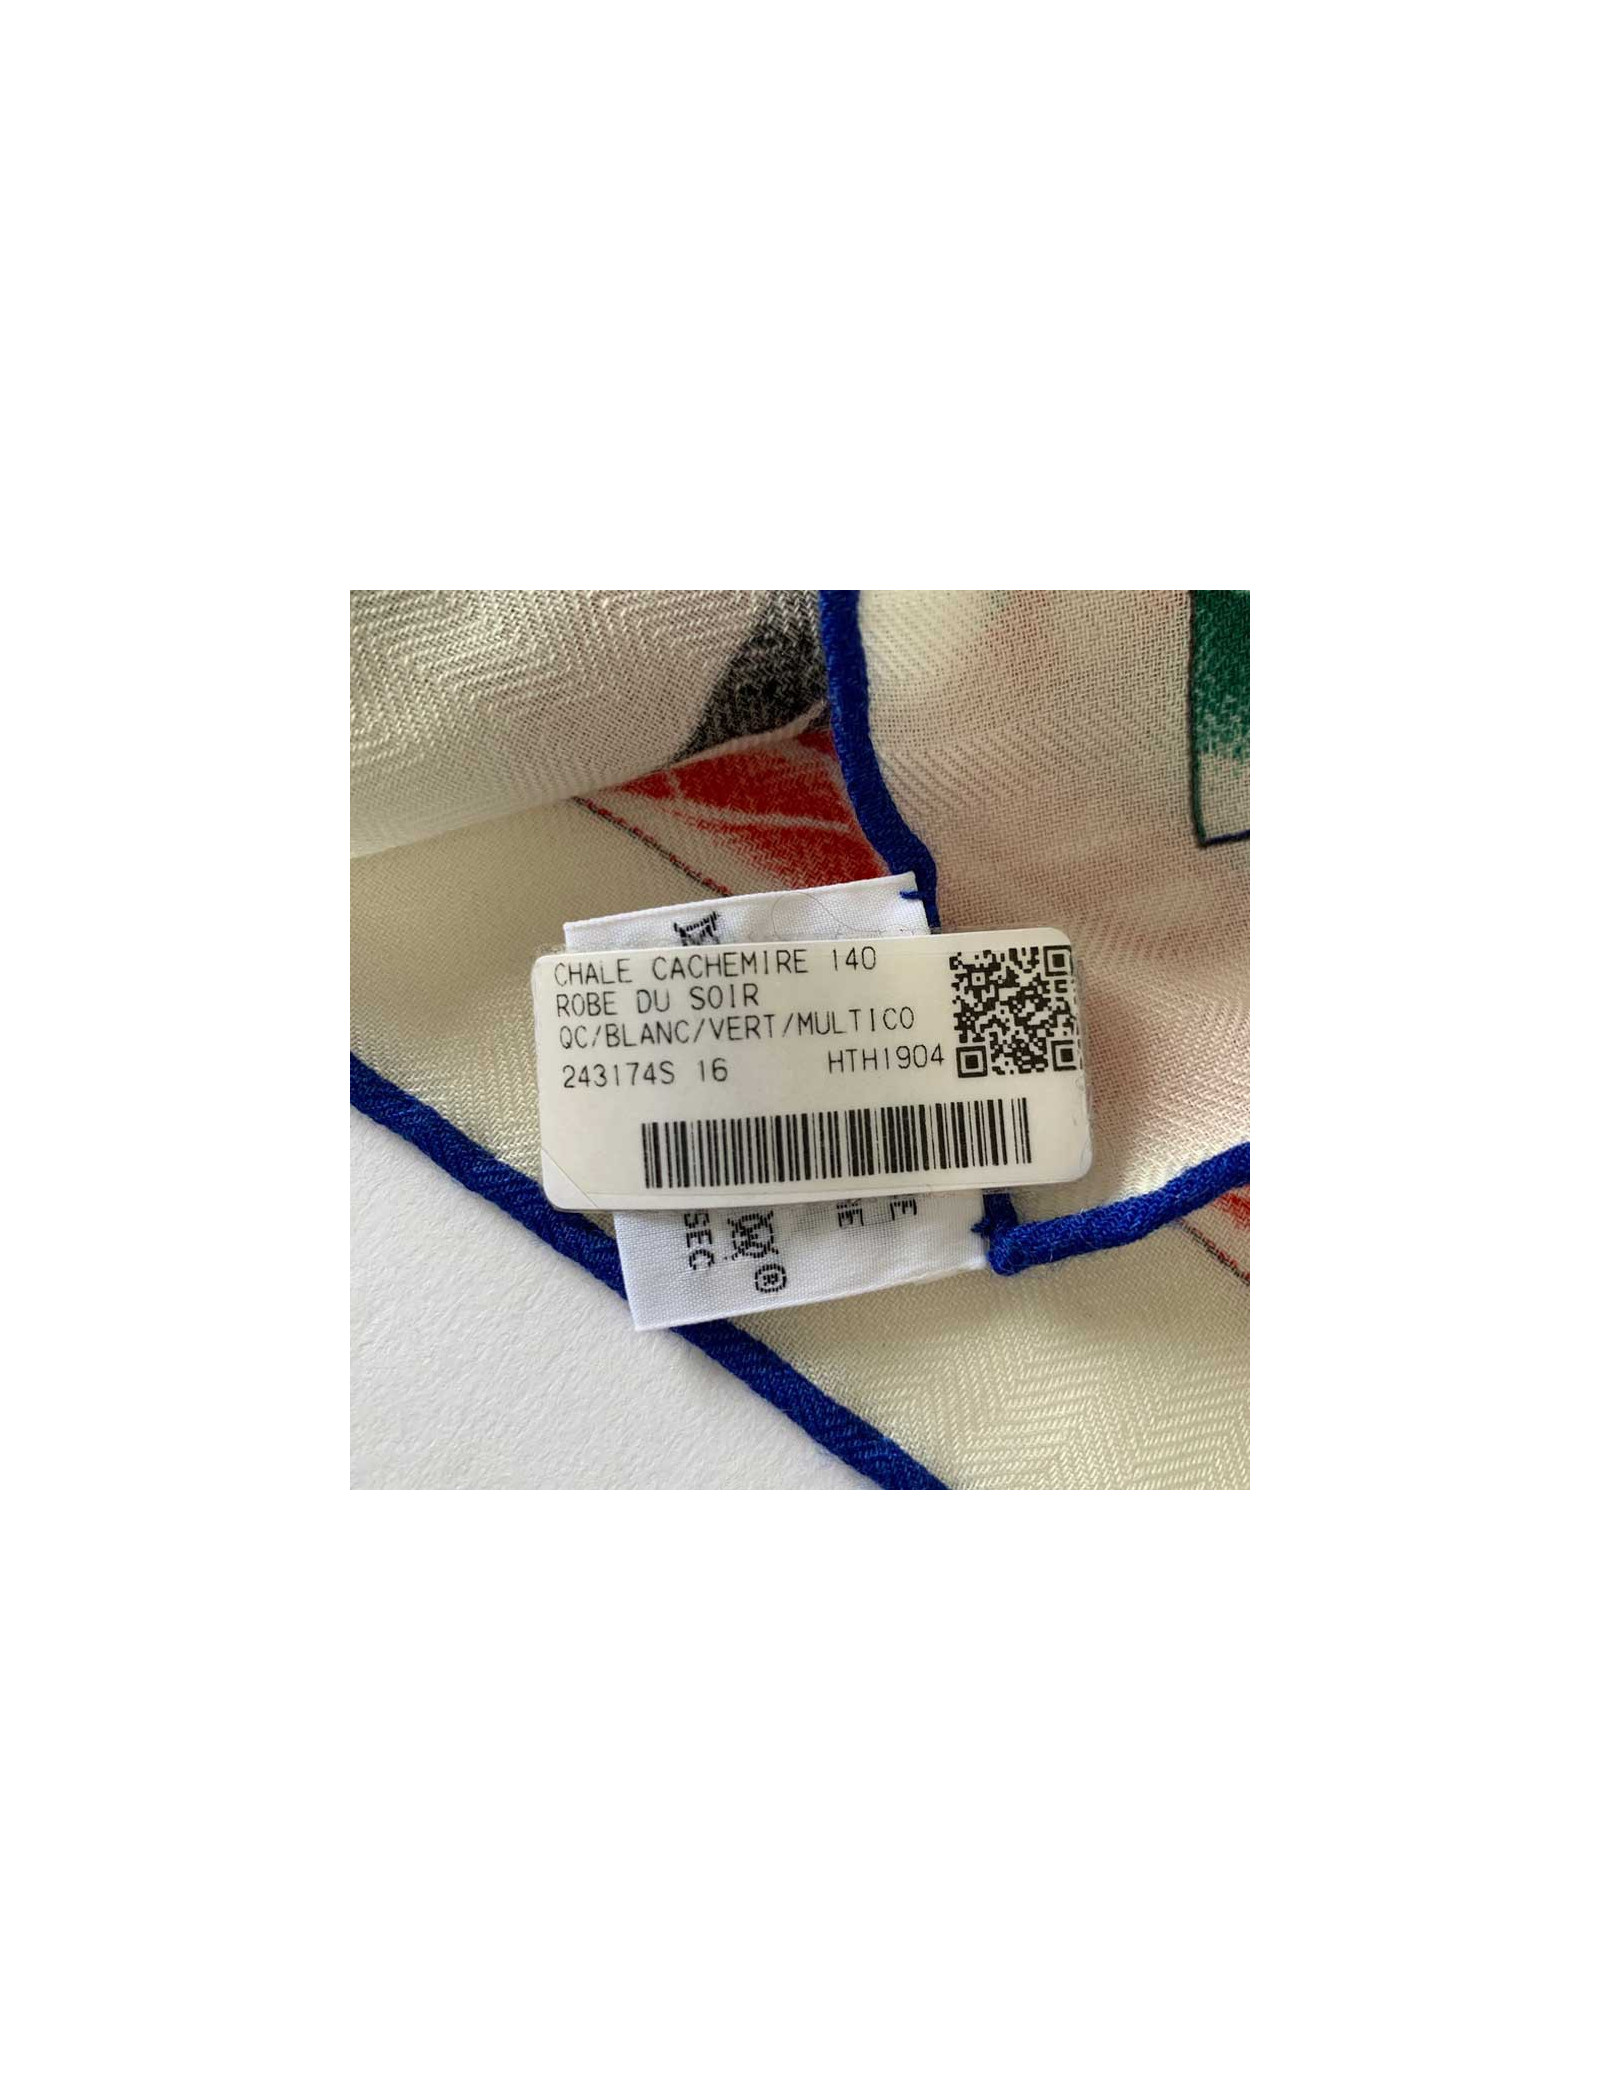 CHALE CACHEMIRE 140
ROBE DU SOIR
QC/BLANC/VERT/MULTICO
243174S 16 HTH1904
SEC